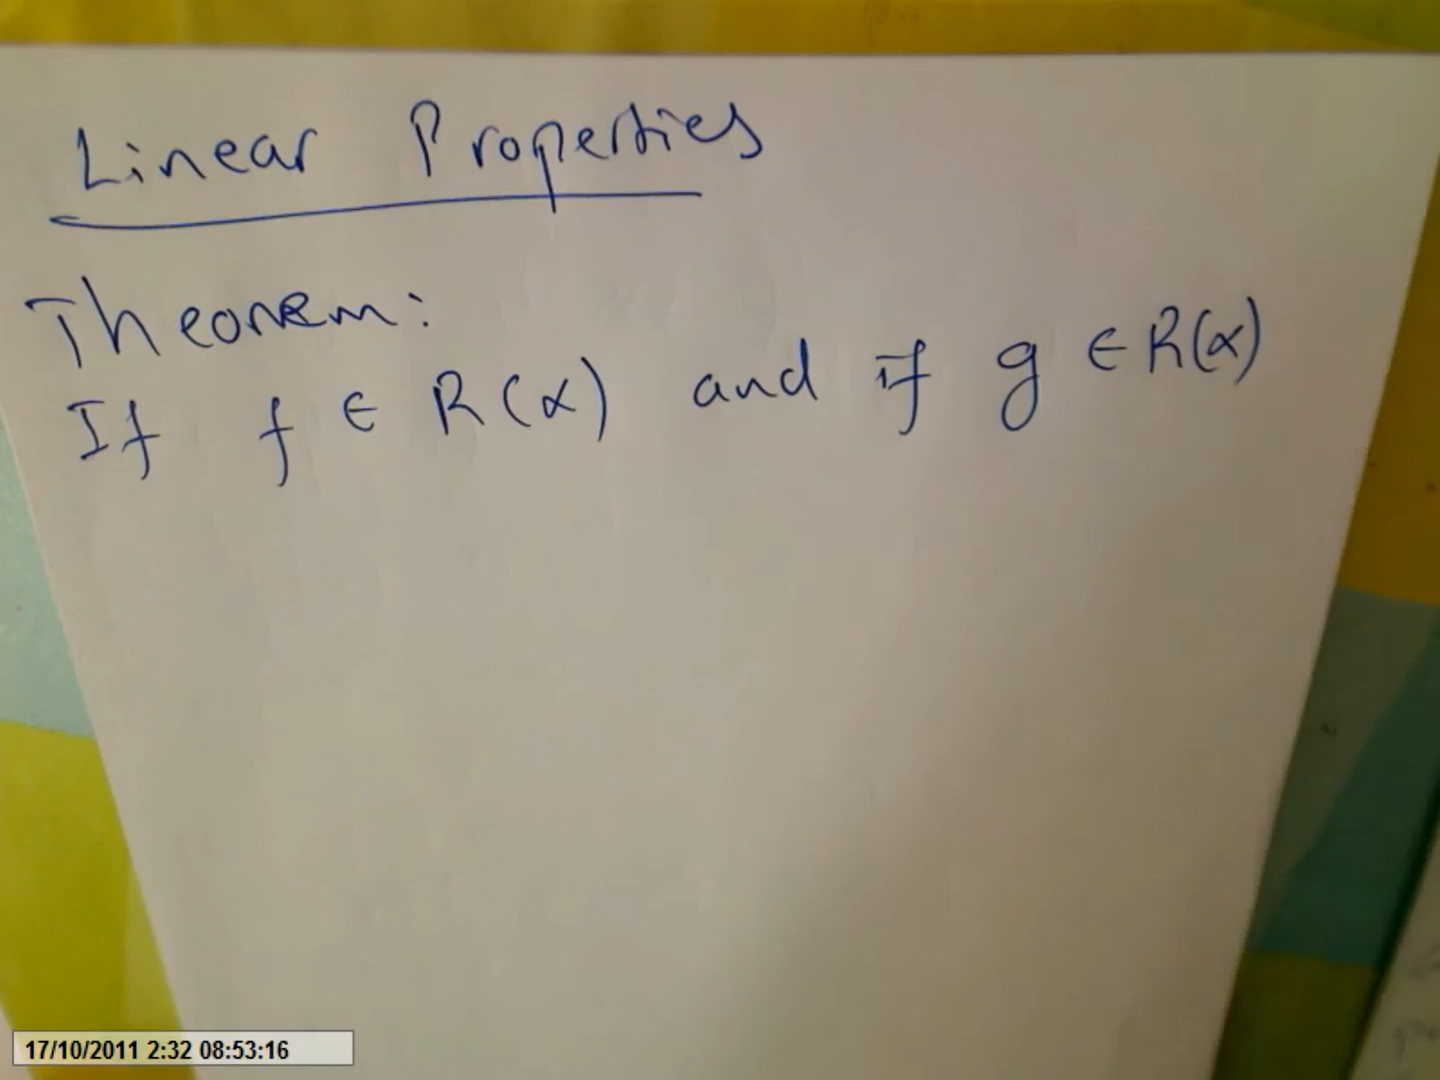 Linear Properties
Theorem:
If f ∈ R(α) and if g ∈ R(α)
17/10/2011 2:32 08:53:16